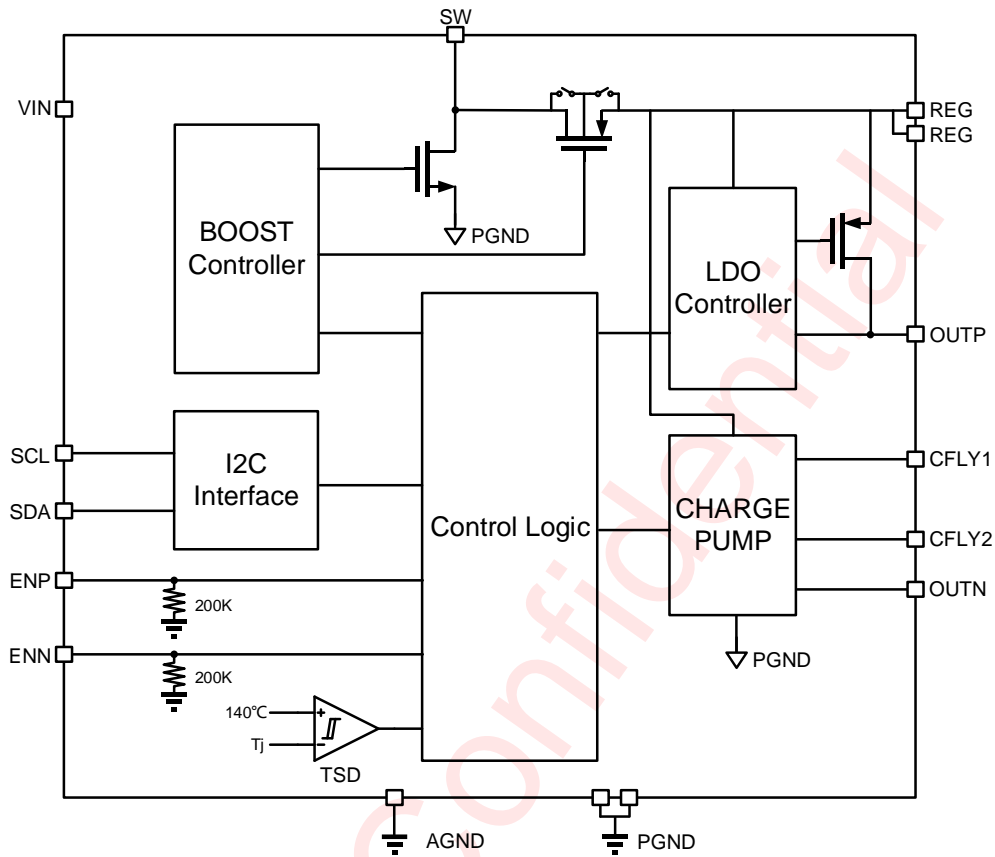 SW
VIN
REG
REG
BOOST
Controller
PGND
LDO
Controller
OUTP
SCL
SDA
I2C
Interface
Control Logic
CHARGE
PUMP
CFLY1
CFLY2
OUTN
ENP
200K
ENN
200K
PGND
140℃
+
Tj
−
TSD
AGND
PGND
Confidential